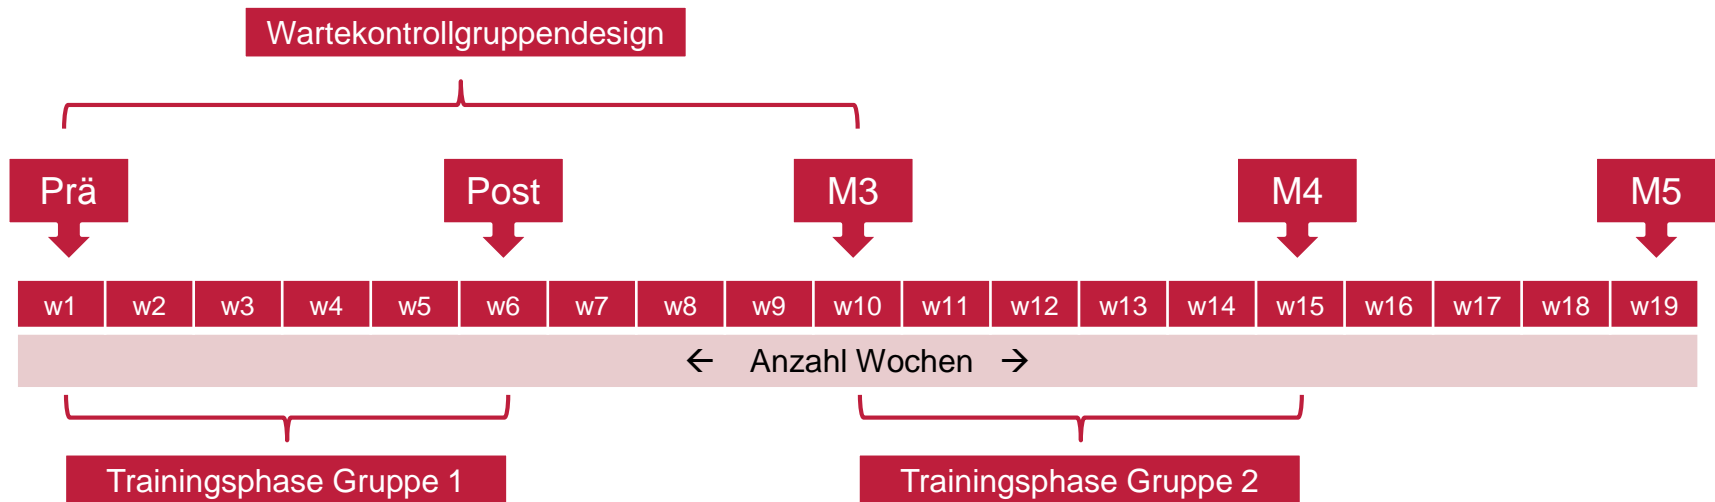 Wartekontrollgruppendesign
Prä Post M3 M4 M5
w1 w2 w3 w4 w5 w6 w7 w8 w9 w10 w11 w12 w13 w14 w15 w16 w17 w18 w19
← Anzahl Wochen →
Trainingsphase Gruppe 1 Trainingsphase Gruppe 2